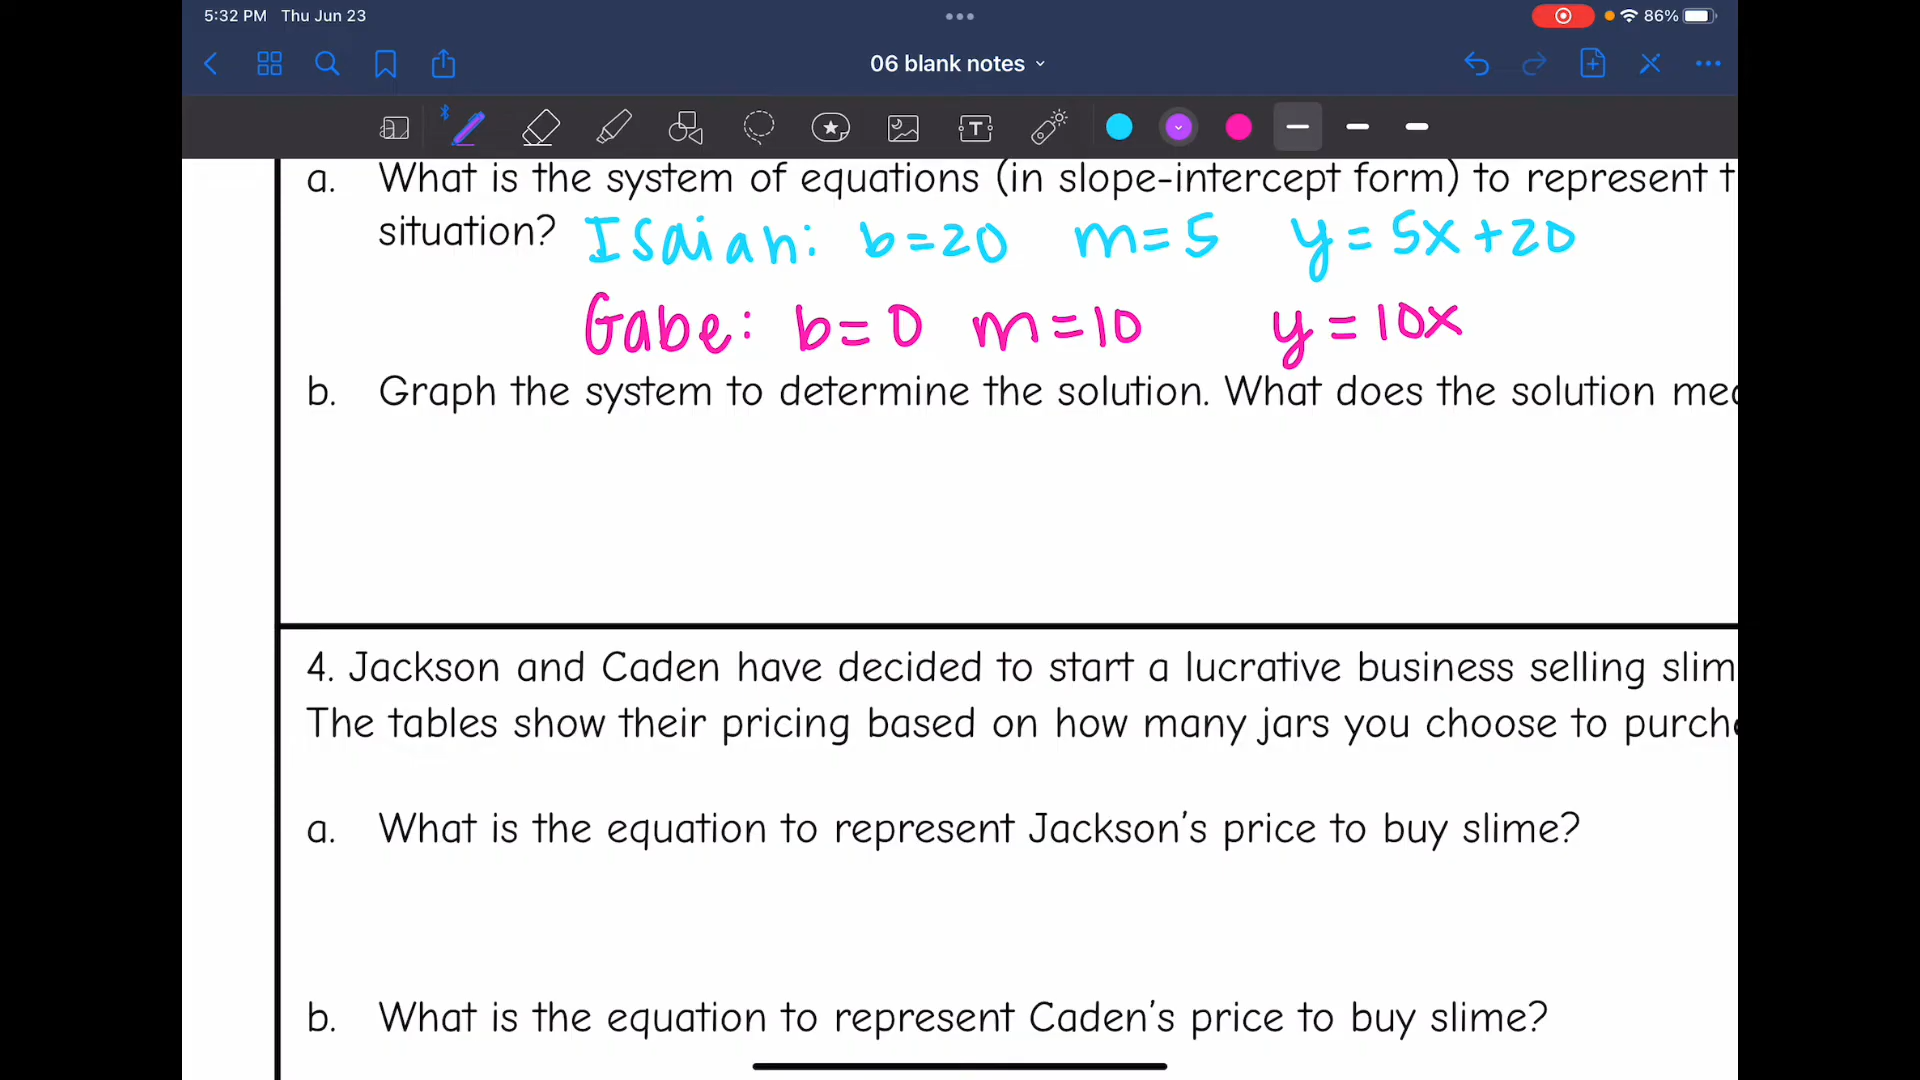 5:32 PM Thu Jun 23
86%
06 blank notes
a. What is the system of equations (in slope-intercept form) to represent t
situation? Isaiah: b=20 m=5 y=5x+20
Gabe: b=0 m=10 y=10x
b. Graph the system to determine the solution. What does the solution mea
4. Jackson and Caden have decided to start a lucrative business selling slim
The tables show their pricing based on how many jars you choose to purch
a. What is the equation to represent Jackson's price to buy slime?
b. What is the equation to represent Caden's price to buy slime?